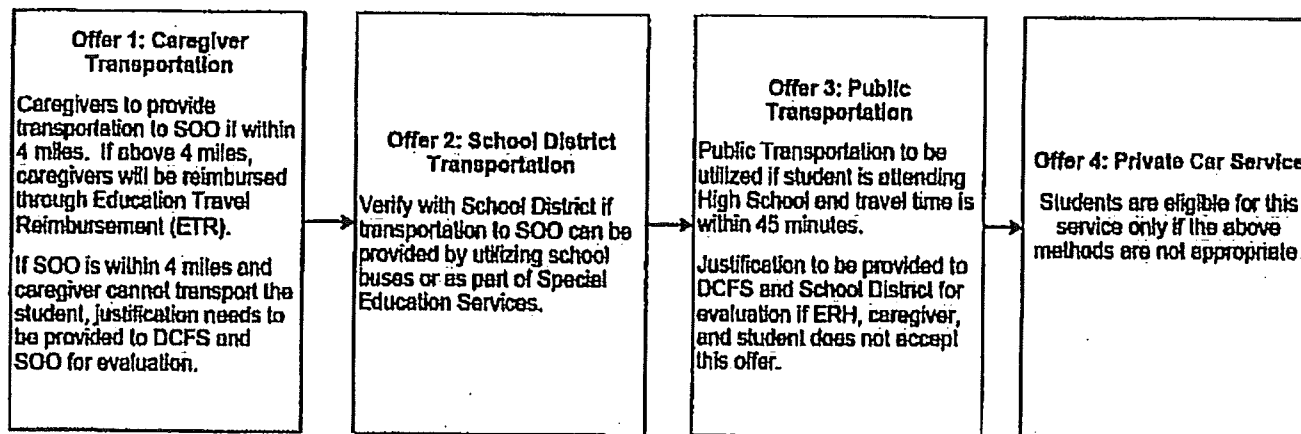 Offer 1: Caregiver
Transportation
Caregivers to provide
transportation to SOO if within
4 miles. If above 4 miles,
caregivers will be reimbursed
through Education Travel
Reimbursement (ETR).
If SOO is within 4 miles and
caregiver cannot transport the
student, justification needs to
be provided to DCFS and
SOO for evaluation.
Offer 2: School District
Transportation
Verify with School District if
transportation to SOO can be
provided by utilizing school
buses or as part of Special
Education Services.
Offer 3: Public
Transportation
Public Transportation to be
utilized if student is attending
High School and travel time is
within 45 minutes.
Justification to be provided to
DCFS and School District for
evaluation if ERH, caregiver,
and student does not accept
this offer.
Offer 4: Private Car Service
Students are eligible for this
service only if the above
methods are not appropriate.